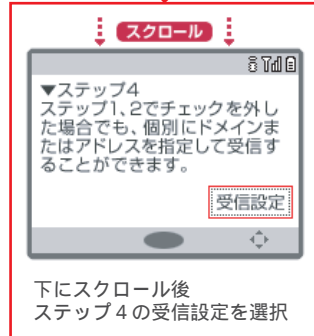 スクロール
▼ステップ4
ステップ1､2でチェックを外し
た場合でも､個別にドメインま
たはアドレスを指定して受信す
ることができます。
受信設定
下にスクロール後
ステップ４の受信設定を選択